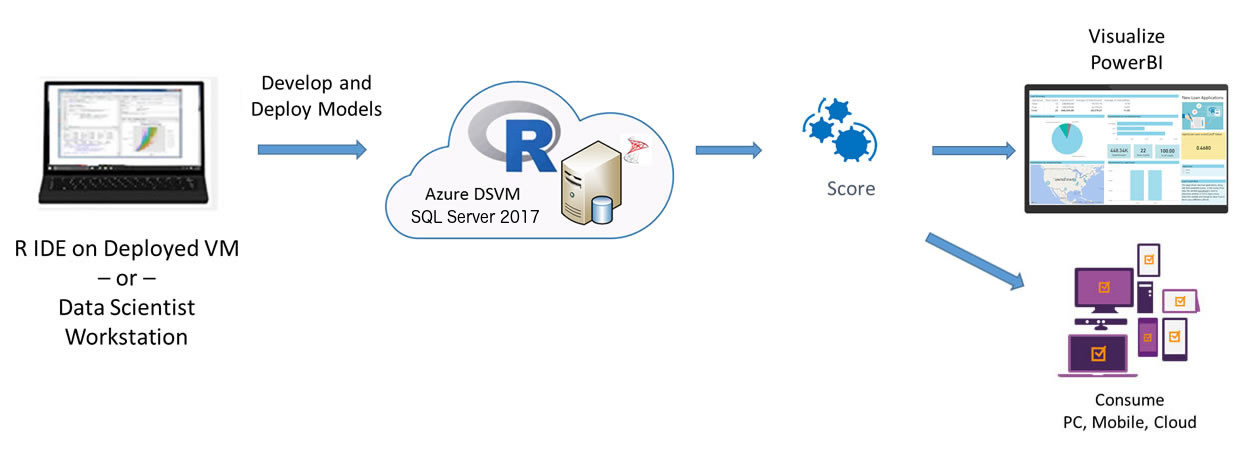 R IDE on Deployed VM
– or –
Data Scientist
Workstation
Develop and
Deploy Models
R
Azure DSVM
SQL Server 2017
Score
Visualize
PowerBI
New Loan Applications
448.34K
22
100.00
0.4680
Consume
PC, Mobile, Cloud